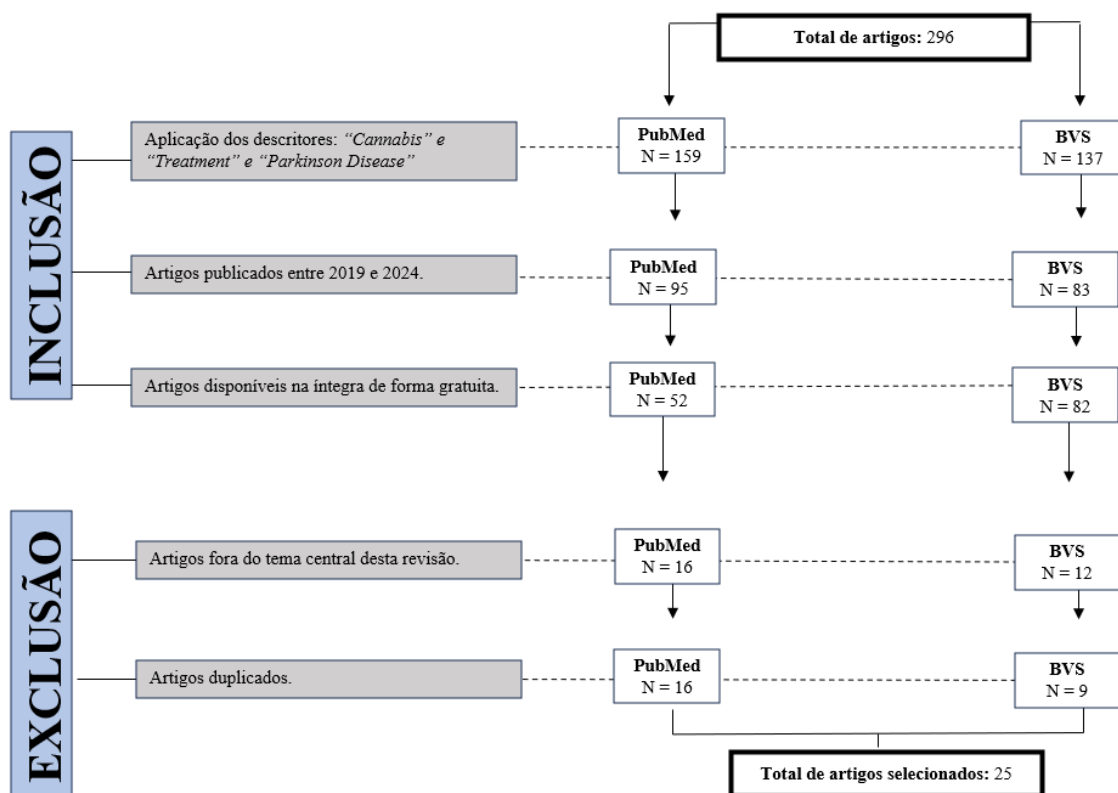 Total de artigos: 296
INCLUSÃO
Aplicação dos descritores: “Cannabis” e
“Treatment” e “Parkinson Disease”
PubMed
N = 159
BVS
N = 137
Artigos publicados entre 2019 e 2024.
PubMed
N = 95
BVS
N = 83
Artigos disponíveis na íntegra de forma gratuita.
PubMed
N = 52
BVS
N = 82
EXCLUSÃO
Artigos fora do tema central desta revisão.
PubMed
N = 16
BVS
N = 12
Artigos duplicados.
PubMed
N = 16
BVS
N = 9
Total de artigos selecionados: 25